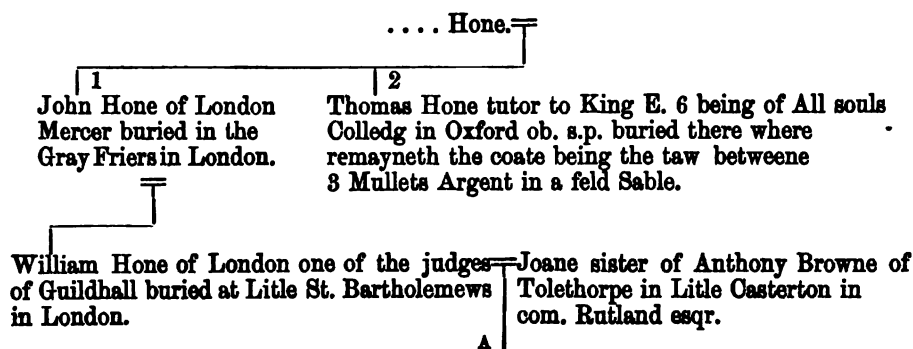 .... Hone.
1
2
John Hone of London
Mercer buried in the
Gray Friers in London.
Thomas Hone tutor to King E. 6 being of All souls
Colledg in Oxford ob. s.p. buried there where
remayneth the coate being the taw betweene
3 Mullets Argent in a feld Sable.
William Hone of London one of the judges
of Guildhall buried at Litle St. Bartholemews
in London.
Joane sister of Anthony Browne of
Tolethorpe in Litle Casterton in
com. Rutland esqr.
A